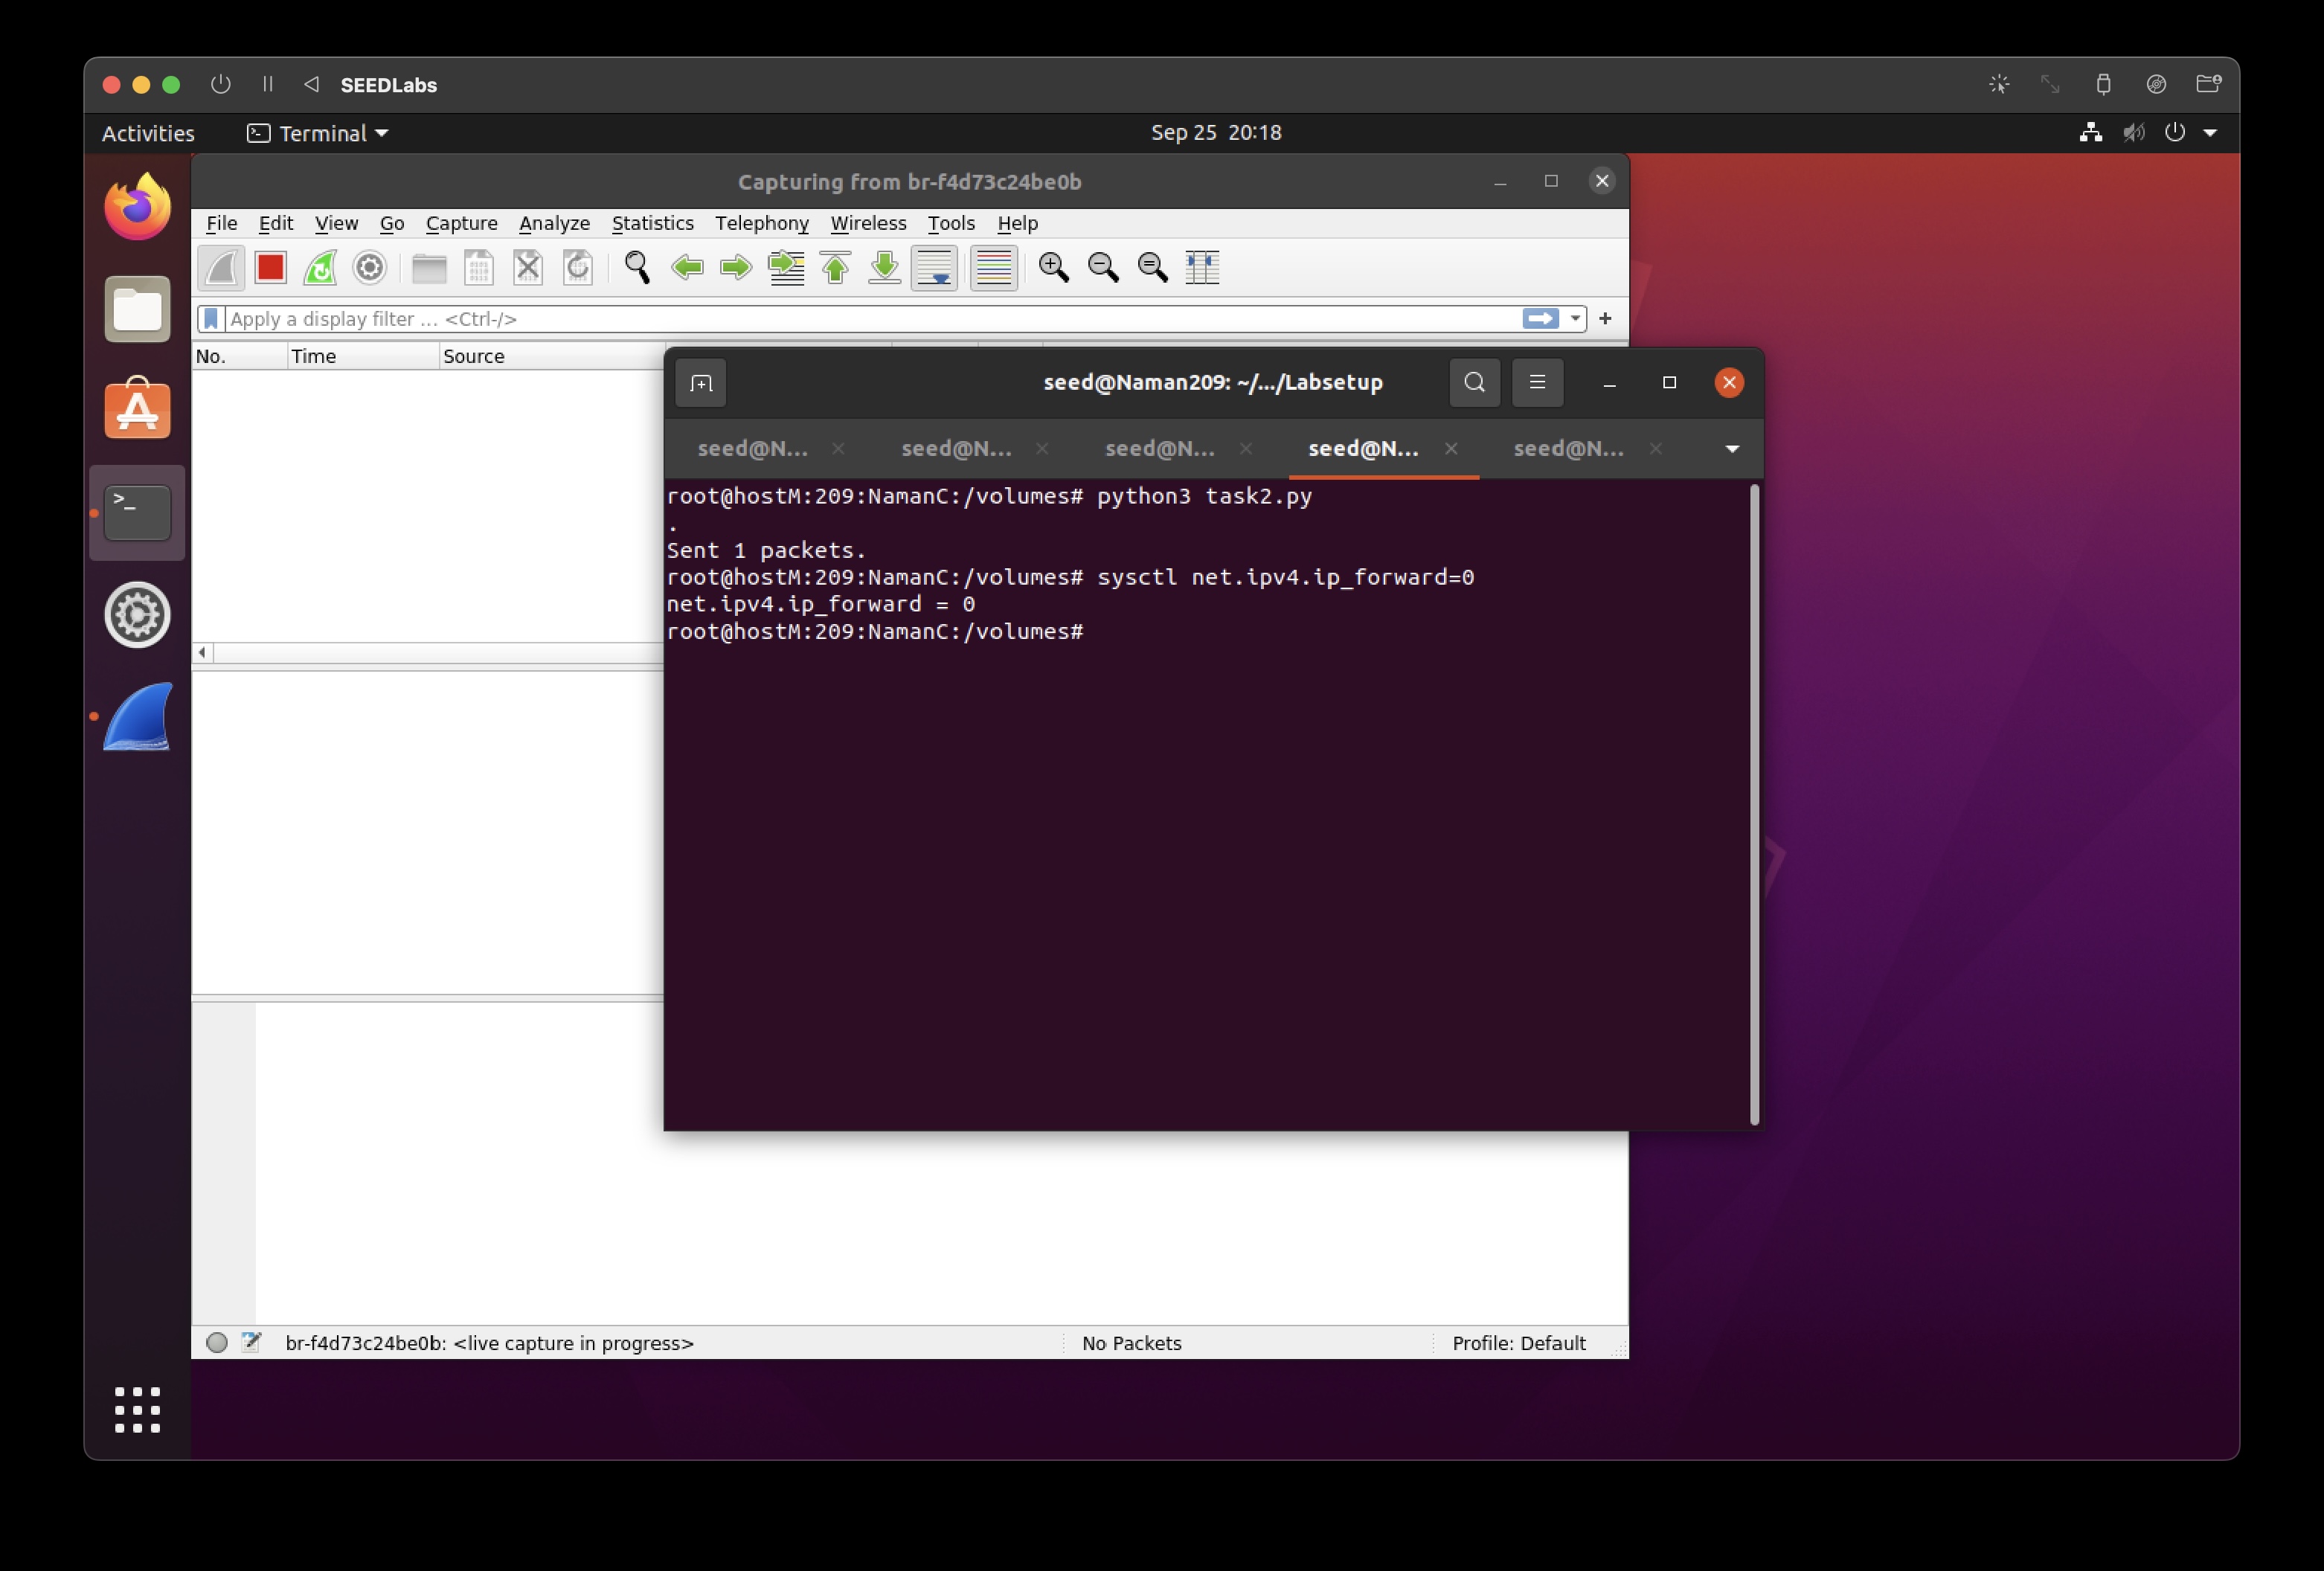 SEEDLabs
Activities
Terminal
Sep 25 20:18
Capturing from br-f4d73c24be0b
File Edit View Go Capture Analyze Statistics Telephony Wireless Tools Help
Apply a display filter … <Ctrl-/>
No. Time Source
seed@Naman209: ~/.../Labsetup
seed@N... seed@N... seed@N... seed@N... seed@N...
root@hostM:209:NamanC:/volumes# python3 task2.py
.
Sent 1 packets.
root@hostM:209:NamanC:/volumes# sysctl net.ipv4.ip_forward=0
net.ipv4.ip_forward = 0
root@hostM:209:NamanC:/volumes#
br-f4d73c24be0b: <live capture in progress> No Packets Profile: Default